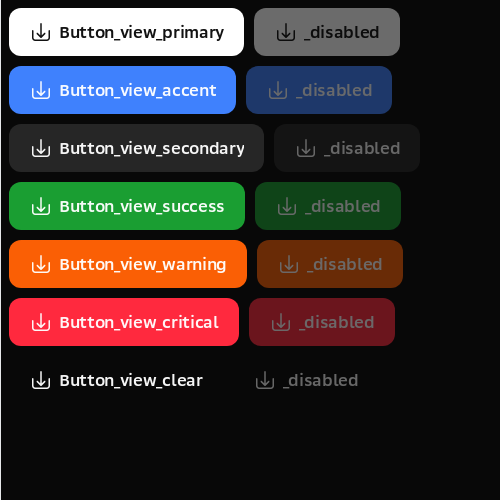 Button_view_primary _disabled
Button_view_accent _disabled
Button_view_secondary _disabled
Button_view_success _disabled
Button_view_warning _disabled
Button_view_critical _disabled
Button_view_clear _disabled